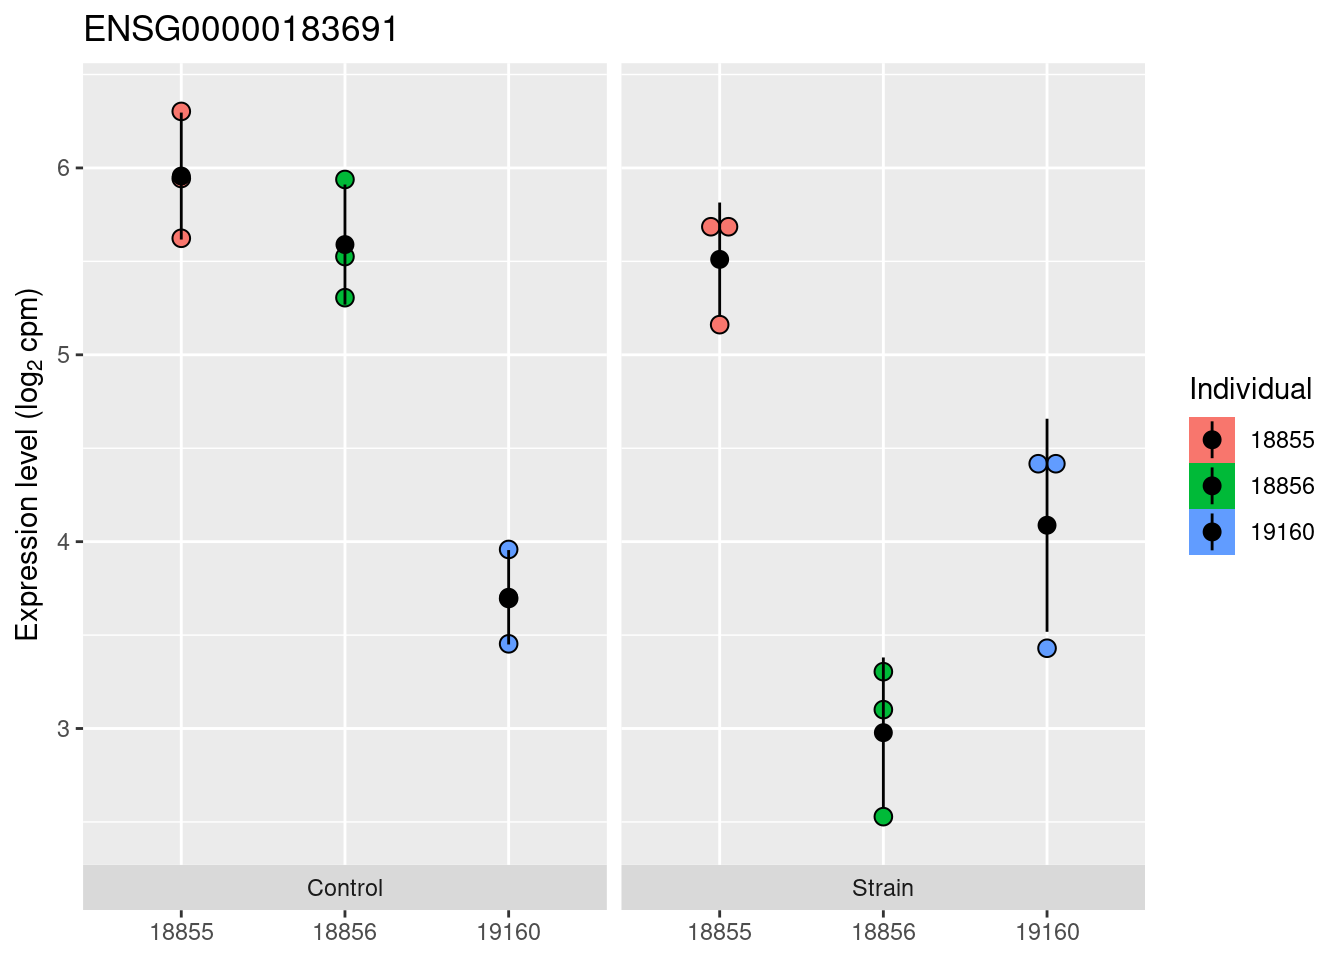 ENSG00000183691
Expression level (log₂ cpm)
6
5
4
3
Control
Strain
18855
18856
19160
18855
18856
19160
Individual
18855
18856
19160